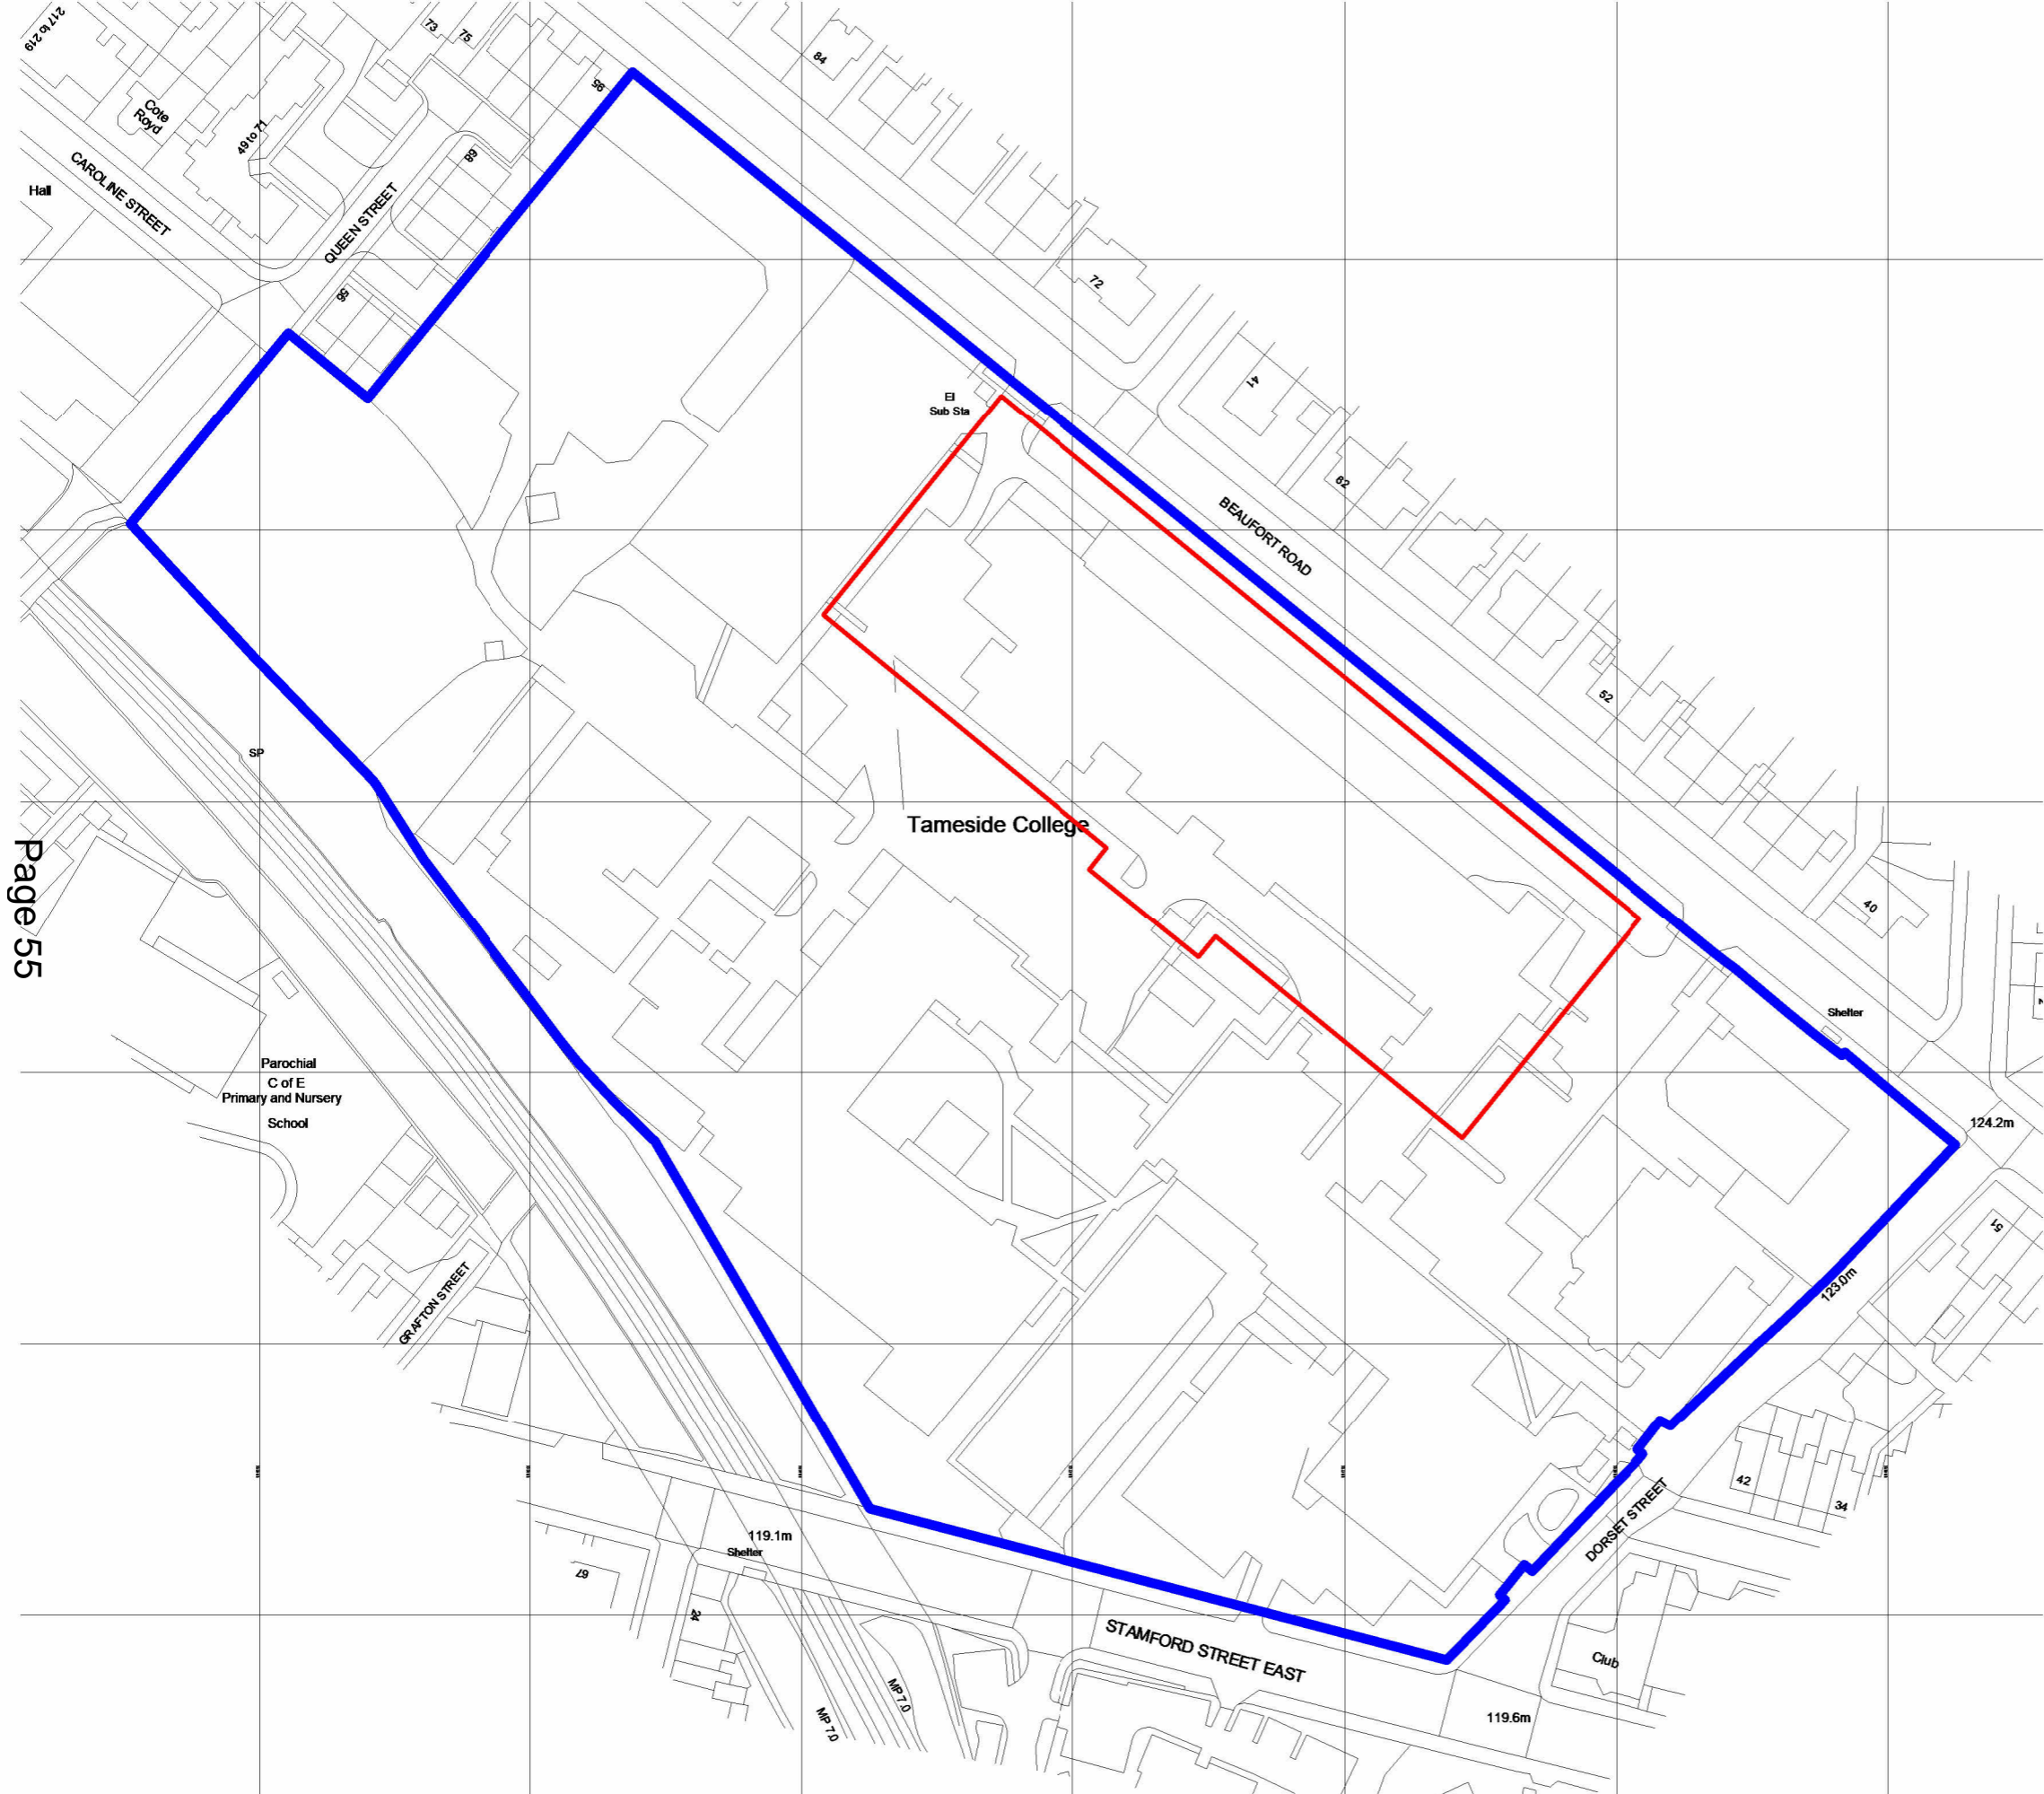 217 to 219
73
75
84
95
Cote
Royd
49 to 71
69
CAROLINE STREET
Hall
QUEEN STREET
72
El
Sub Sta
41
62
BEAUFORT ROAD
52
SP
Tameside College
Page 55
40
Shelter
Parochial
C of E
Primary and Nursery
School
124.2m
51
123.0m
GRAFTON STREET
42
34
DORSET STREET
119.1m
Shelter
67
24
STAMFORD STREET EAST
Club
MP 7.0
MP 7.0
119.6m